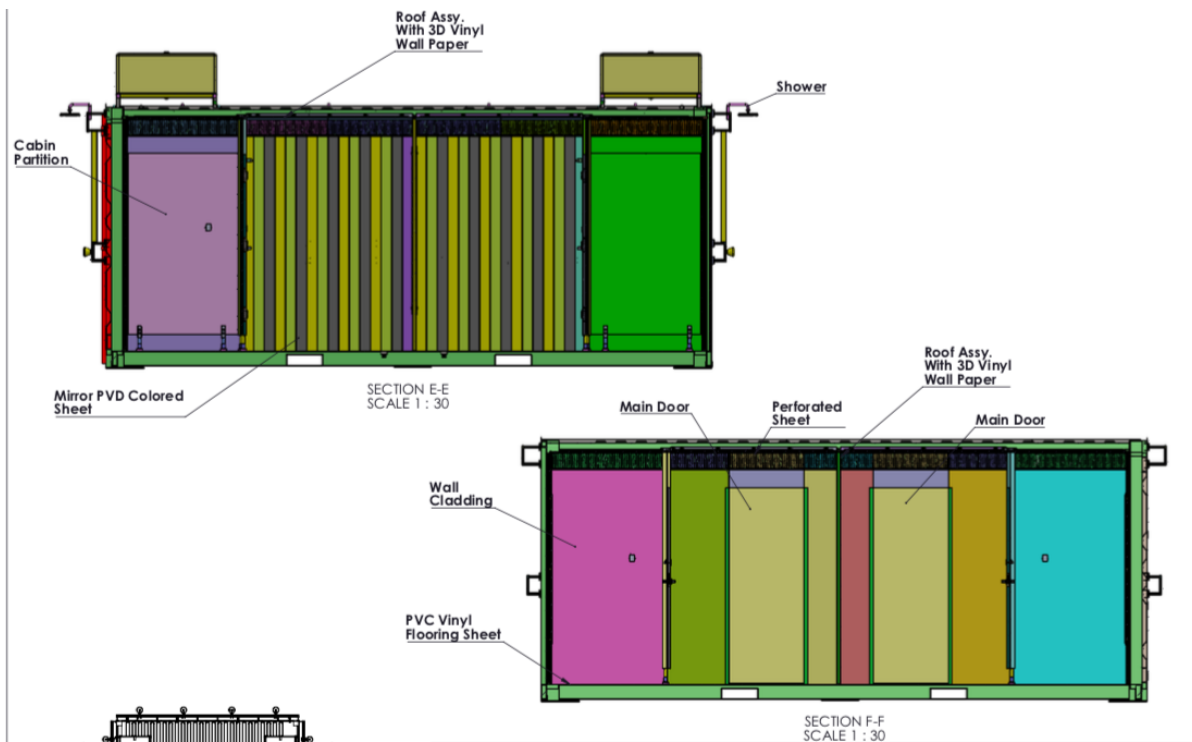 Roof Assy.
With 3D Vinyl
Wall Paper
Shower
Cabin
Partition
Mirror PVD Colored
Sheet
SECTION E-E
SCALE 1 : 30
Roof Assy.
With 3D Vinyl
Wall Paper
Main Door
Perforated
Sheet
Main Door
Wall
Cladding
PVC Vinyl
Flooring Sheet
SECTION F-F
SCALE 1 : 30